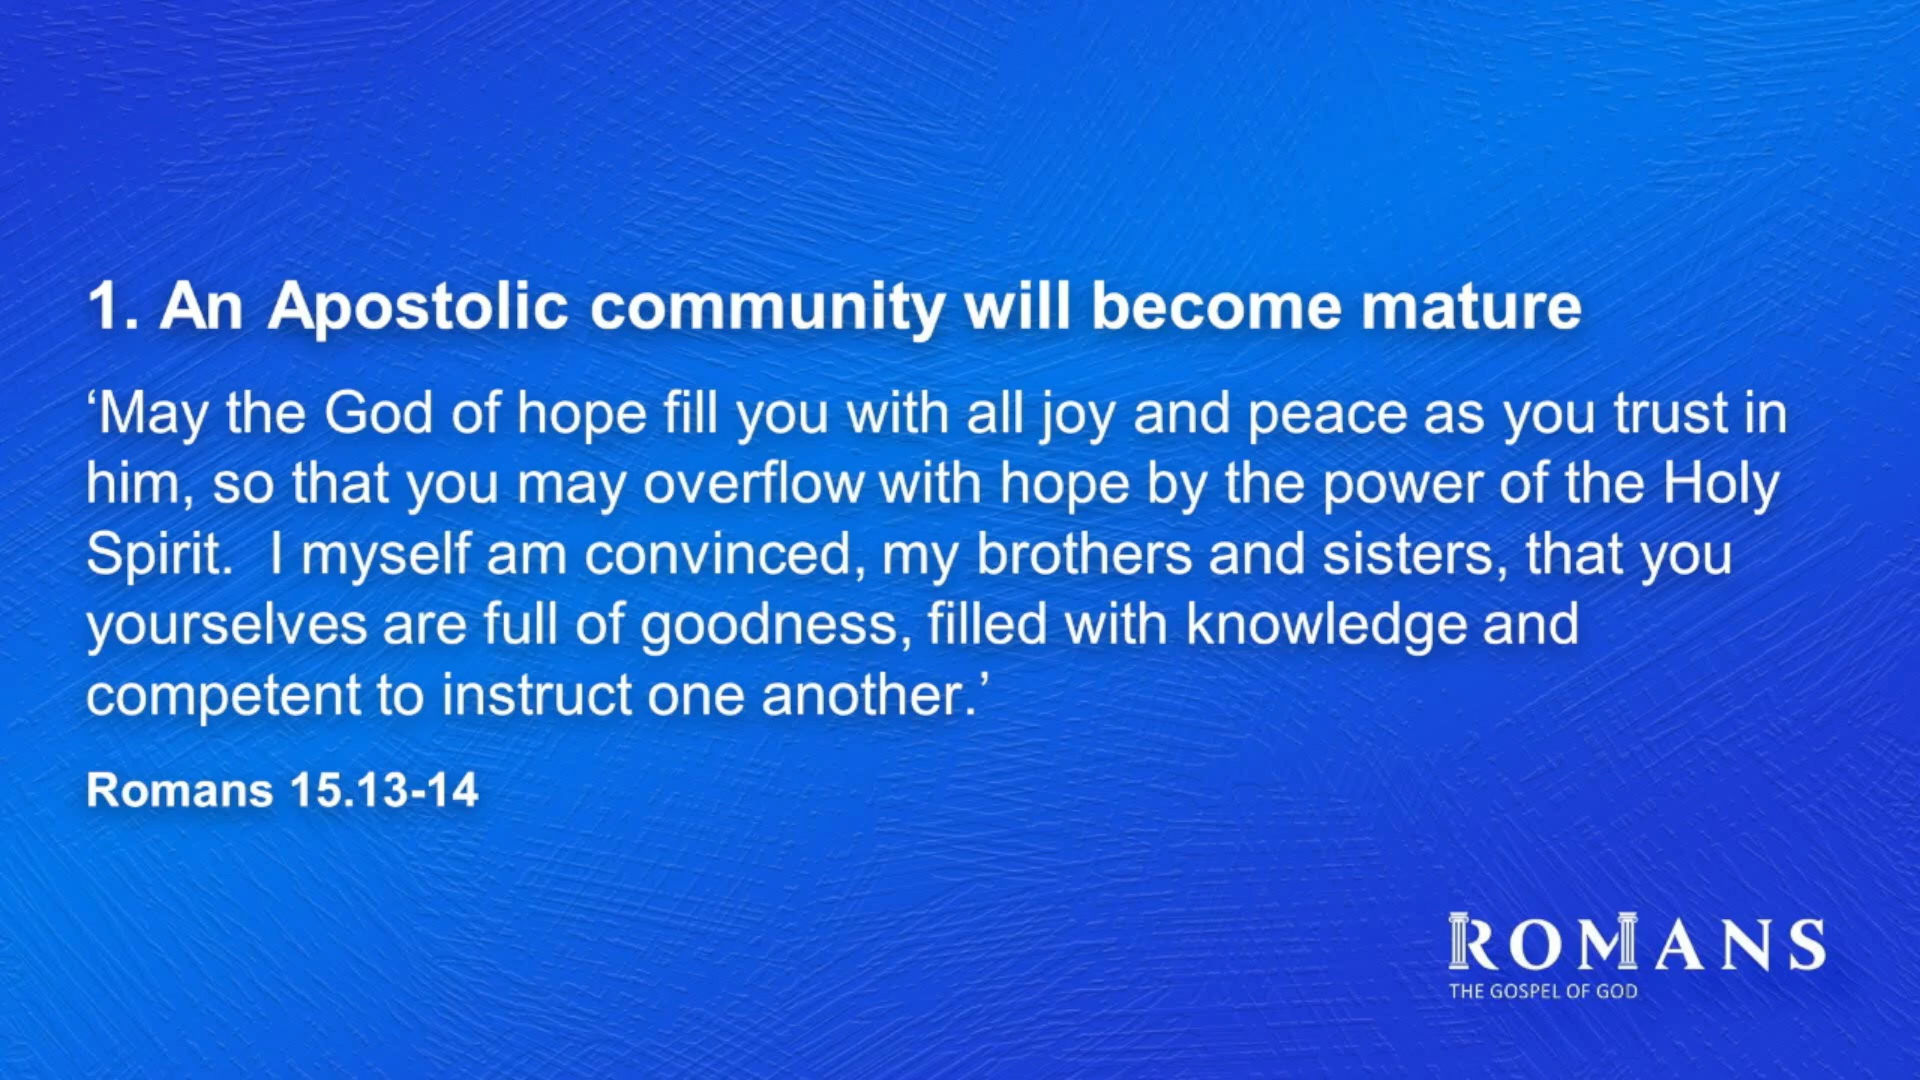 1. An Apostolic community will become mature
‘May the God of hope fill you with all joy and peace as you trust in
him, so that you may overflow with hope by the power of the Holy
Spirit.  I myself am convinced, my brothers and sisters, that you
yourselves are full of goodness, filled with knowledge and
competent to instruct one another.’
Romans 15.13-14
ROMANS
THE GOSPEL OF GOD